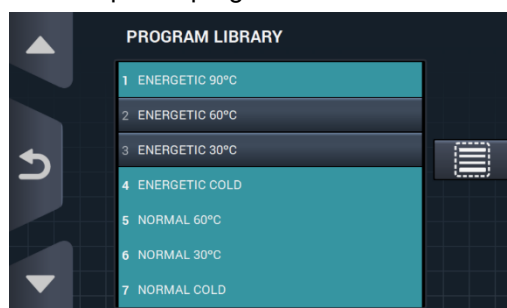 PROGRAM LIBRARY
1 ENERGETIC 90ºC
2 ENERGETIC 60ºC
3 ENERGETIC 30ºC
4 ENERGETIC COLD
5 NORMAL 60ºC
6 NORMAL 30ºC
7 NORMAL COLD